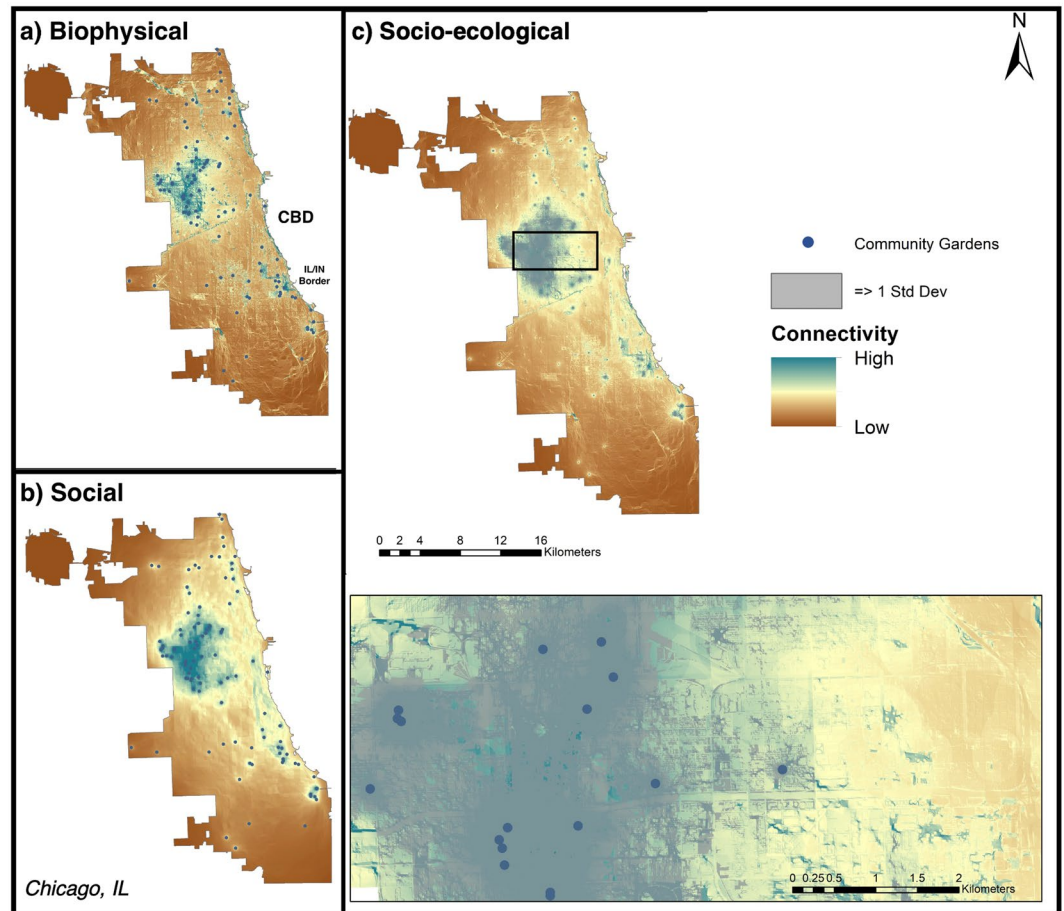 a) Biophysical
CBD
IL/IN
Border
b) Social
Chicago, IL
c) Socio-ecological
N
Community Gardens
=> 1 Std Dev
Connectivity
High
Low
0 2 4 8 12 16
Kilometers
0 0.25 0.5 1 1.5 2
Kilometers